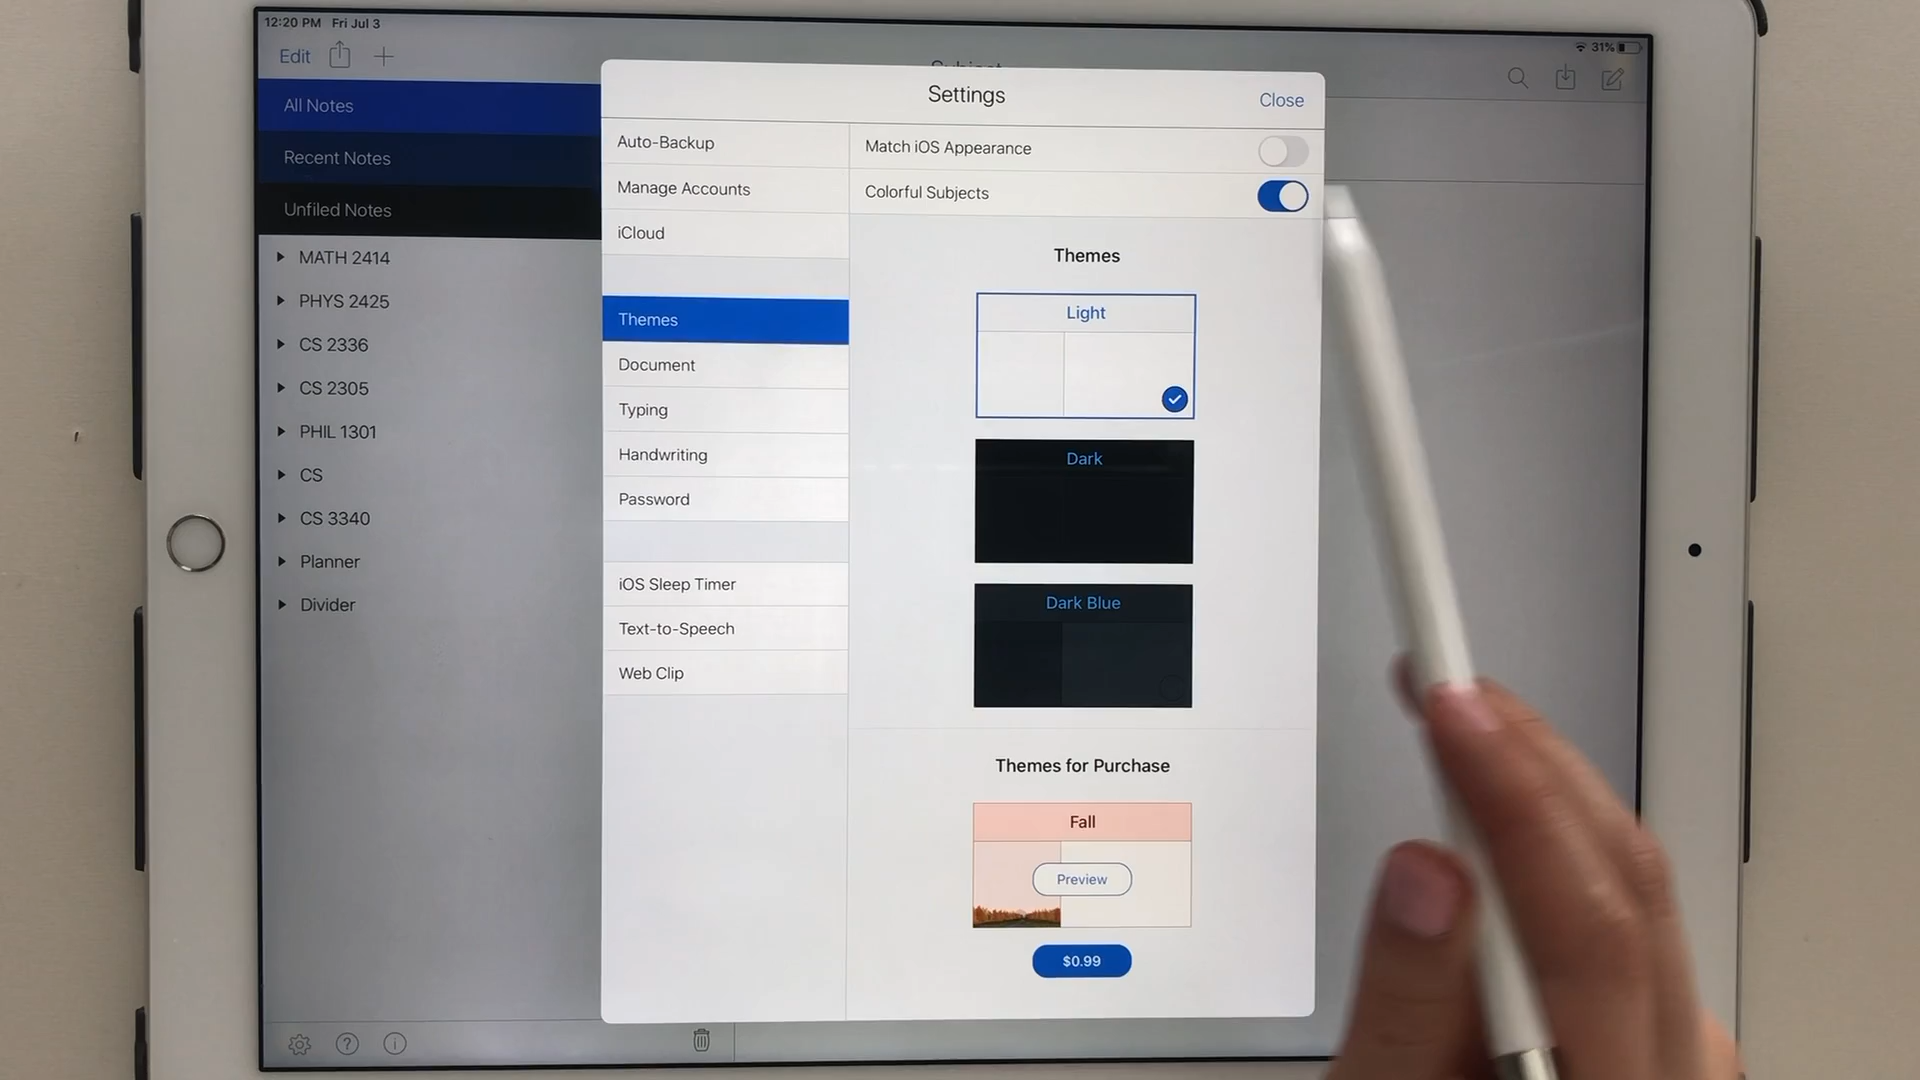 12:20 PM Fri Jul 3
31%
Edit
Subject
Settings
Close
All Notes
Recent Notes
Unfiled Notes
MATH 2414
PHYS 2425
CS 2336
CS 2305
PHIL 1301
CS
CS 3340
Planner
Divider
Auto-Backup
Manage Accounts
iCloud
Themes
Document
Typing
Handwriting
Password
iOS Sleep Timer
Text-to-Speech
Web Clip
Match iOS Appearance
Colorful Subjects
Themes
Light
Dark
Dark Blue
Themes for Purchase
Fall
Preview
$0.99